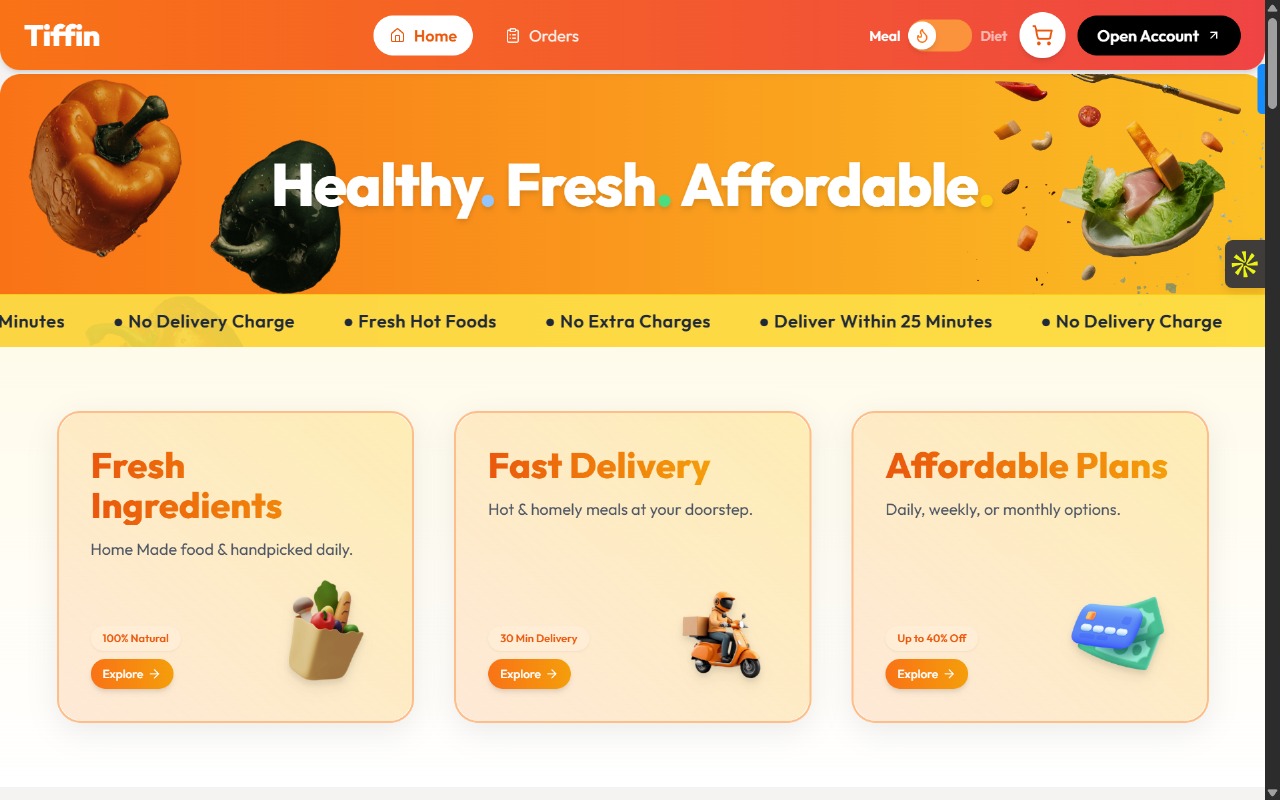 Tiffin
Home
Orders
Meal
Diet
Open Account
Healthy. Fresh. Affordable.
Minutes ● No Delivery Charge ● Fresh Hot Foods ● No Extra Charges ● Deliver Within 25 Minutes ● No Delivery Charge
Fresh
Ingredients
Home Made food & handpicked daily.
100% Natural
Explore →
Fast Delivery
Hot & homely meals at your doorstep.
30 Min Delivery
Explore →
Affordable Plans
Daily, weekly, or monthly options.
Up to 40% Off
Explore →